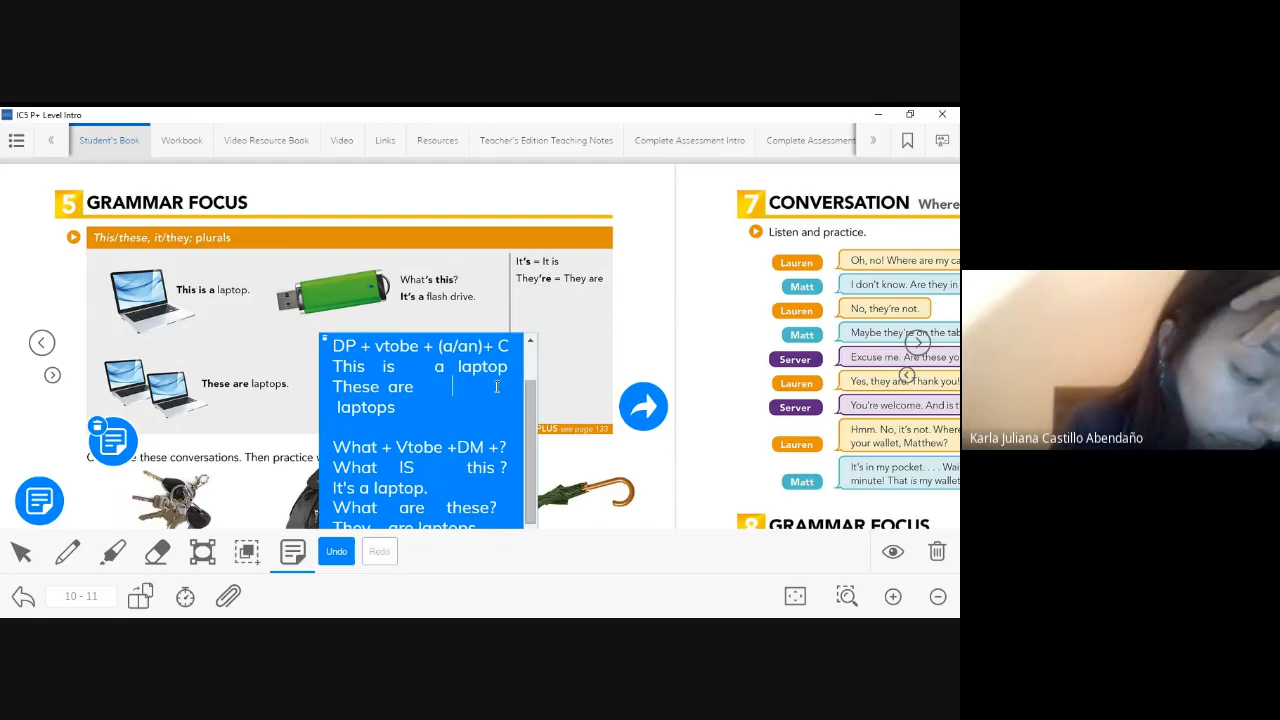 IC5 P+ Level Intro
Student's Book
Workbook
Video Resource Book
Video
Links
Resources
Teacher's Edition Teaching Notes
Complete Assessment Intro
Complete Assessment
5 GRAMMAR FOCUS
This/these, it/they; plurals
This is a laptop.
What's this?
It's a flash drive.
It's = It is
They're = They are
These are laptops.
PLUS see page 133
DP + vtobe + (a/an)+ C
This is a laptop
These are
laptops
What + Vtobe +DM +?
What IS this ?
It's a laptop.
What are these?
They are laptops
these conversations. Then practice
7 CONVERSATION Where
Listen and practice.
Lauren Oh, no! Where are my
Matt I don't know. Are they in
Lauren No, they're not.
Matt Maybe they're on the
Server Excuse me. Are these
Lauren Yes, they are. Thank you!
Server You're welcome. And is
Lauren Hmm. No, it's not. Where
your wallet, Matthew?
Matt It's in my pocket. . . .
minute! That is my wallet
8 GRAMMAR FOCUS
Undo
Redo
10 - 11
Karla Juliana Castillo Abendaño